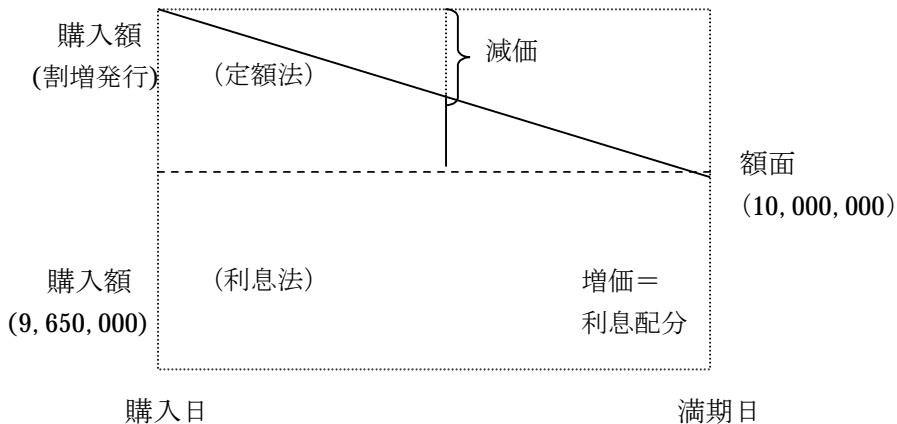 購入額
(割増発行)
（定額法）
減価
額面
（10,000,000）
購入額
(9,650,000)
（利息法）
増価＝
利息配分
購入日
満期日